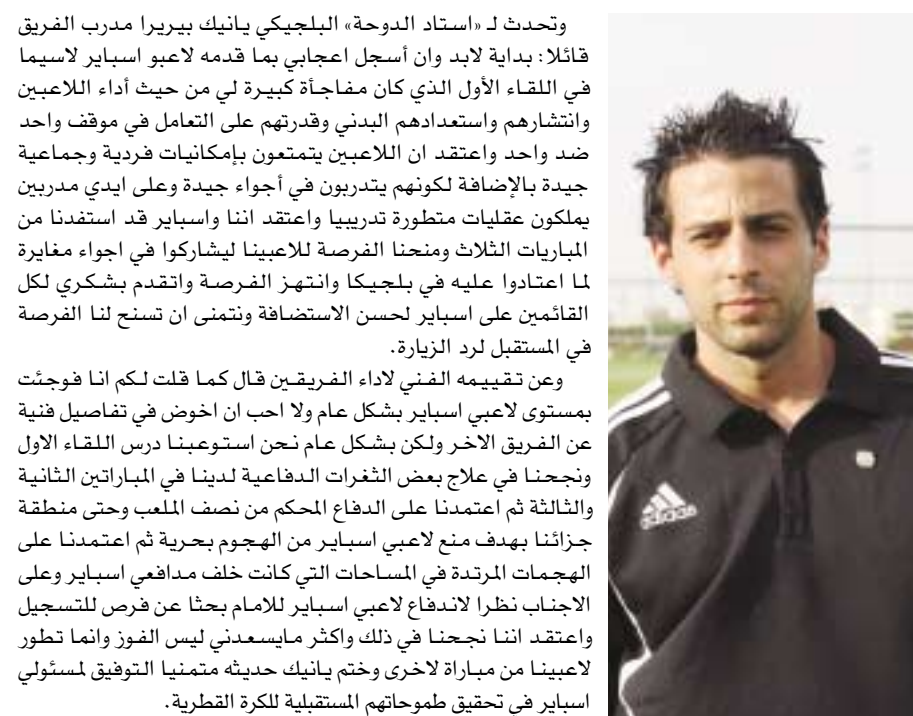 وتحدث لـ «استاد الدوحة» البلجيكي يانيك بيريرا مدرب الفريق
قائلا: بداية لابد وان أسجل اعجابي بما قدمه لاعبو اسباير لاسيما
في اللقاء الأول الذي كان مفاجأة كبيرة لي من حيث أداء اللاعبين
وانتشارهم واستعدادهم البدني وقدرتهم على التعامل في موقف واحد
ضد واحد واعتقد ان اللاعبين يتمتعون بإمكانيات فردية وجماعية
جيدة بالإضافة لكونهم يتدربون في أجواء جيدة وعلى ايدي مدربين
يملكون عقليات متطورة تدريبيا واعتقد اننا واسباير قد استفدنا من
المباريات الثلاث ومنحنا الفرصة للاعبينا ليشاركوا في اجواء مغايرة
لما اعتادوا عليه في بلجيكا وانتهز الفرصة واتقدم بشكري لكل
القائمين على اسباير لحسن الاستضافة ونتمنى ان تسنح لنا الفرصة
في المستقبل لرد الزيارة.
وعن تقييمه الفني لاداء الفريقين قال كما قلت لكم انا فوجئت
بمستوى لاعبي اسباير بشكل عام ولا احب ان اخوض في تفاصيل فنية
عن الفريق الاخر ولكن بشكل عام نحن استوعبنا درس اللقاء الاول
ونجحنا في علاج بعض الثغرات الدفاعية لدينا في المباراتين الثانية
والثالثة ثم اعتمدنا على الدفاع المحكم من نصف الملعب وحتى منطقة
جزائنا بهدف منع لاعبي اسباير من الهجوم بحرية ثم اعتمدنا على
الهجمات المرتدة في المساحات التي كانت خلف مدافعي اسباير وعلى
الاجناب نظرا لاندفاع لاعبي اسباير للامام بحثا عن فرص للتسجيل
واعتقد اننا نجحنا في ذلك واكثر مايسعدني ليس الفوز وانما تطور
لاعبينا من مباراة لاخرى وختم يانيك حديثه متمنيا التوفيق لمسئولي
اسباير في تحقيق طموحاتهم المستقبلية للكرة القطرية.
adidas